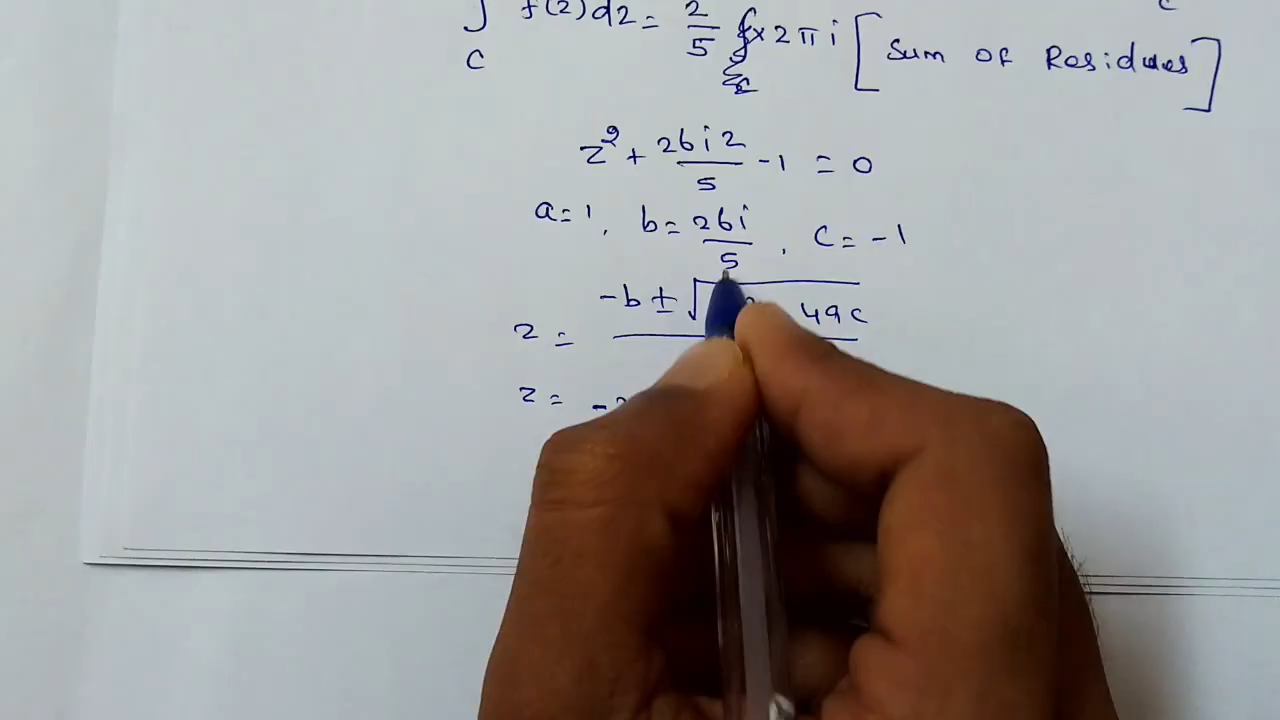 ∫ f(z)dz = 2/5 × 2πi [Sum of Residues]
C
z² + 26iz/5 - 1 = 0
a=1, b= 26i/5, c= -1
z = -b ± √ 4ac
z = -